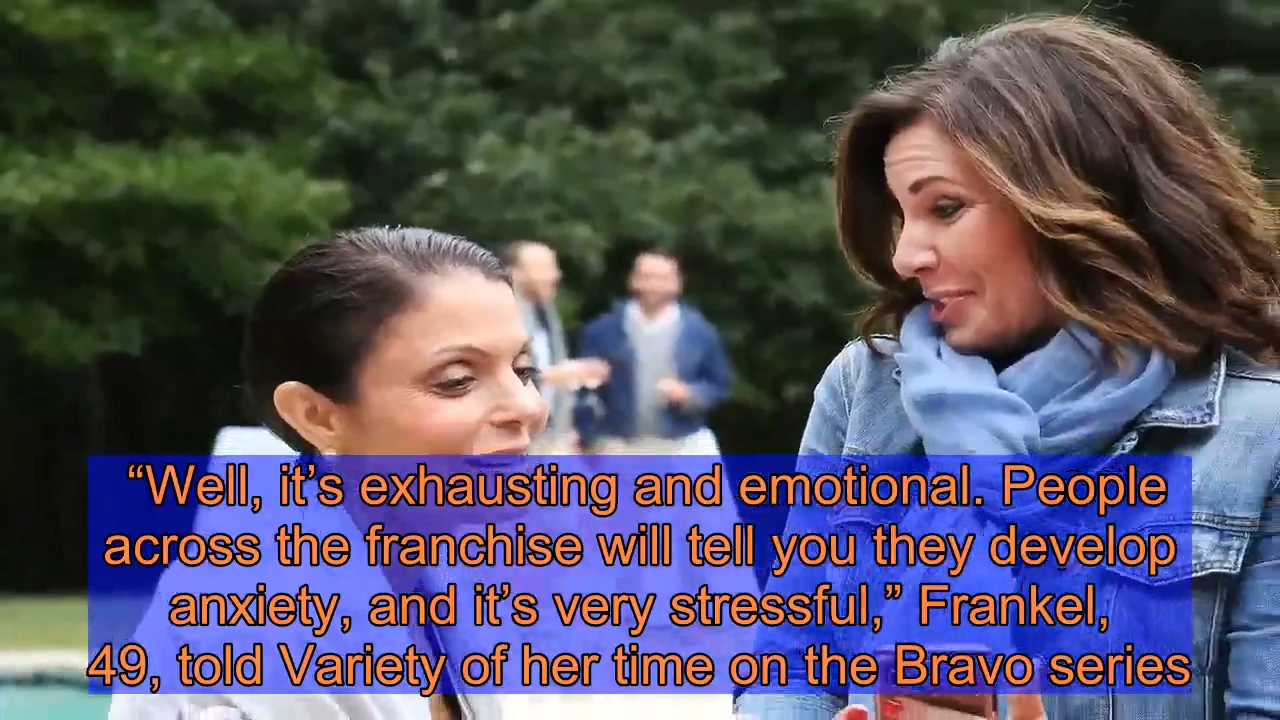 “Well, it’s exhausting and emotional. People
across the franchise will tell you they develop
anxiety, and it’s very stressful,” Frankel,
49, told Variety of her time on the Bravo series